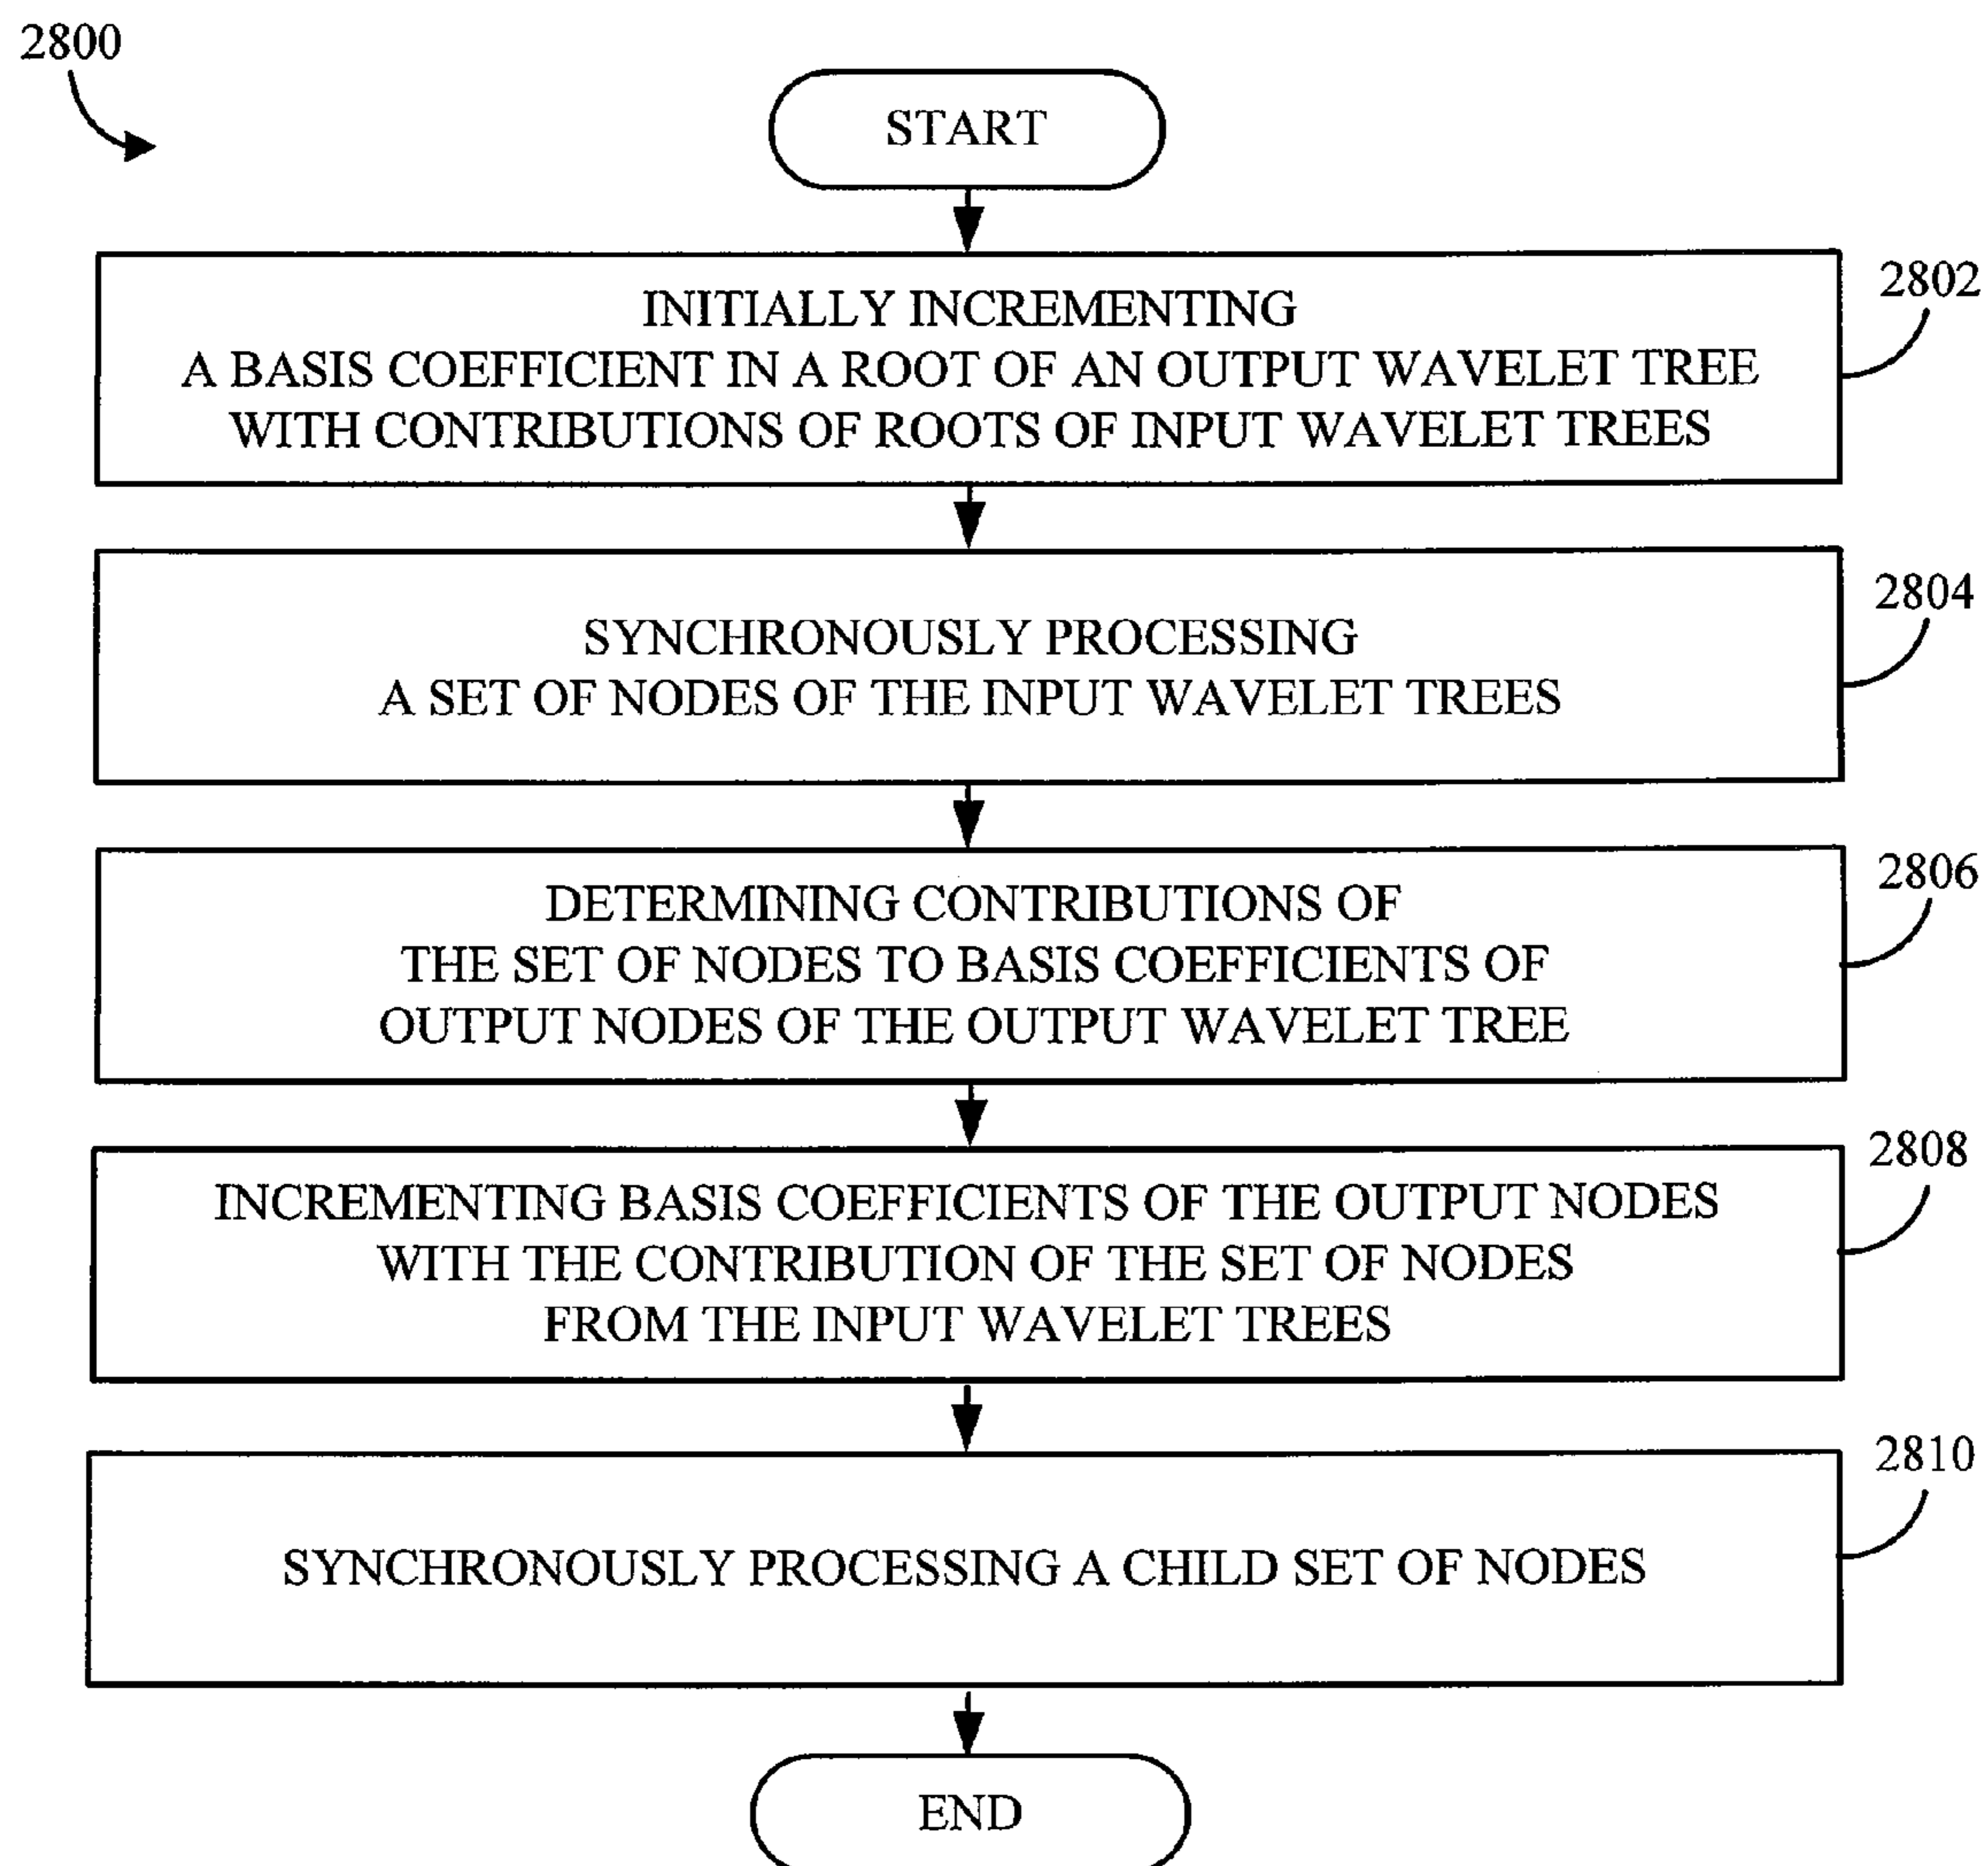 2800
START
INITIALLY INCREMENTING
A BASIS COEFFICIENT IN A ROOT OF AN OUTPUT WAVELET TREE
WITH CONTRIBUTIONS OF ROOTS OF INPUT WAVELET TREES
2802
SYNCHRONOUSLY PROCESSING
A SET OF NODES OF THE INPUT WAVELET TREES
2804
DETERMINING CONTRIBUTIONS OF
THE SET OF NODES TO BASIS COEFFICIENTS OF
OUTPUT NODES OF THE OUTPUT WAVELET TREE
2806
INCREMENTING BASIS COEFFICIENTS OF THE OUTPUT NODES
WITH THE CONTRIBUTION OF THE SET OF NODES
FROM THE INPUT WAVELET TREES
2808
SYNCHRONOUSLY PROCESSING A CHILD SET OF NODES
2810
END